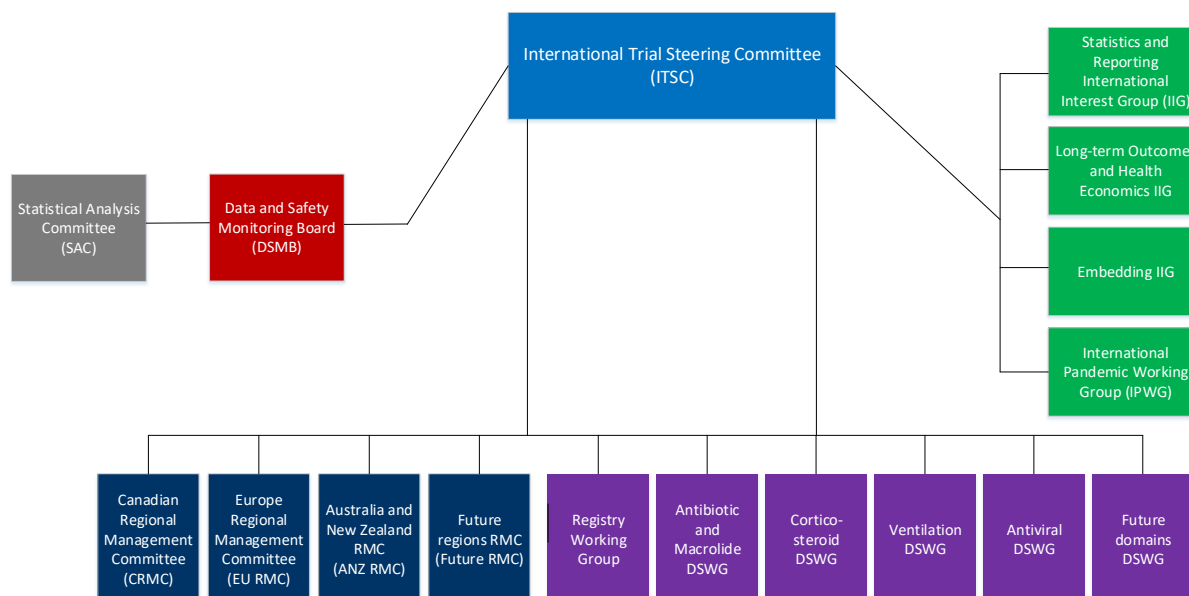 International Trial Steering Committee
(ITSC)
Statistics and
Reporting
International
Interest Group (IIG)
Long-term Outcome
and Health
Economics IIG
Embedding IIG
International
Pandemic Working
Group (IPWG)
Statistical Analysis
Committee
(SAC)
Data and Safety
Monitoring Board
(DSMB)
Canadian
Regional
Management
Committee
(CRMC)
Europe
Regional
Management
Committee
(EU RMC)
Australia and
New Zealand
RMC
(ANZ RMC)
Future
regions RMC
(Future RMC)
Registry
Working
Group
Antibiotic
and
Macrolide
DSWG
Cortico-
steroid
DSWG
Ventilation
DSWG
Antiviral
DSWG
Future
domains
DSWG